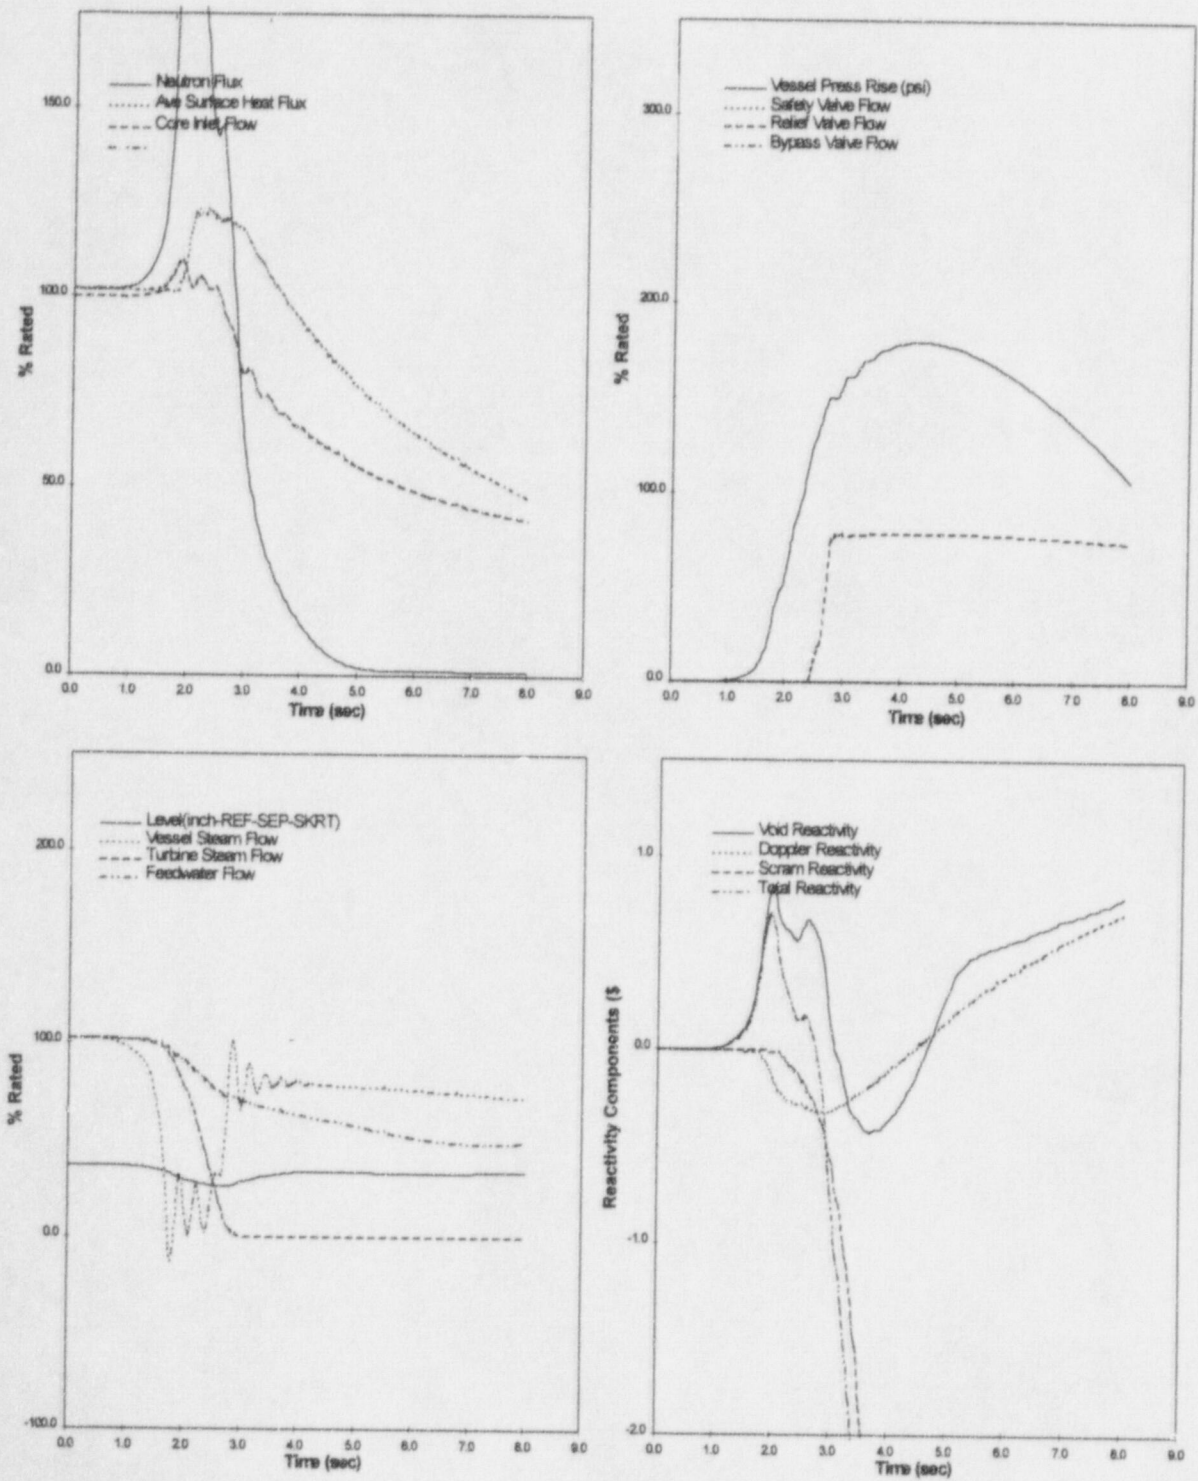 Neutron Flux
Ave Surface Heat Flux
Core Inlet Flow
150.0
100.0
50.0
0.0
% Rated
0.0 1.0 2.0 3.0 4.0 5.0 6.0 7.0 8.0 9.0
Time (sec)
Vessel Press Rise (psi)
Safety Valve Flow
Relief Valve Flow
Bypass Valve Flow
300.0
200.0
100.0
0.0
% Rated
0.0 1.0 2.0 3.0 4.0 5.0 6.0 7.0 8.0 9.0
Time (sec)
Level(inch-REF-SEP-SKRT)
Vessel Steam Flow
Turbine Steam Flow
Feedwater Flow
200.0
100.0
0.0
-100.0
% Rated
0.0 1.0 2.0 3.0 4.0 5.0 6.0 7.0 8.0 9.0
Time (sec)
Void Reactivity
Doppler Reactivity
Scram Reactivity
Total Reactivity
1.0
0.0
-1.0
-2.0
Reactivity Components ($
0.0 1.0 2.0 3.0 4.0 5.0 6.0 7.0 8.0 9.0
Time (sec)